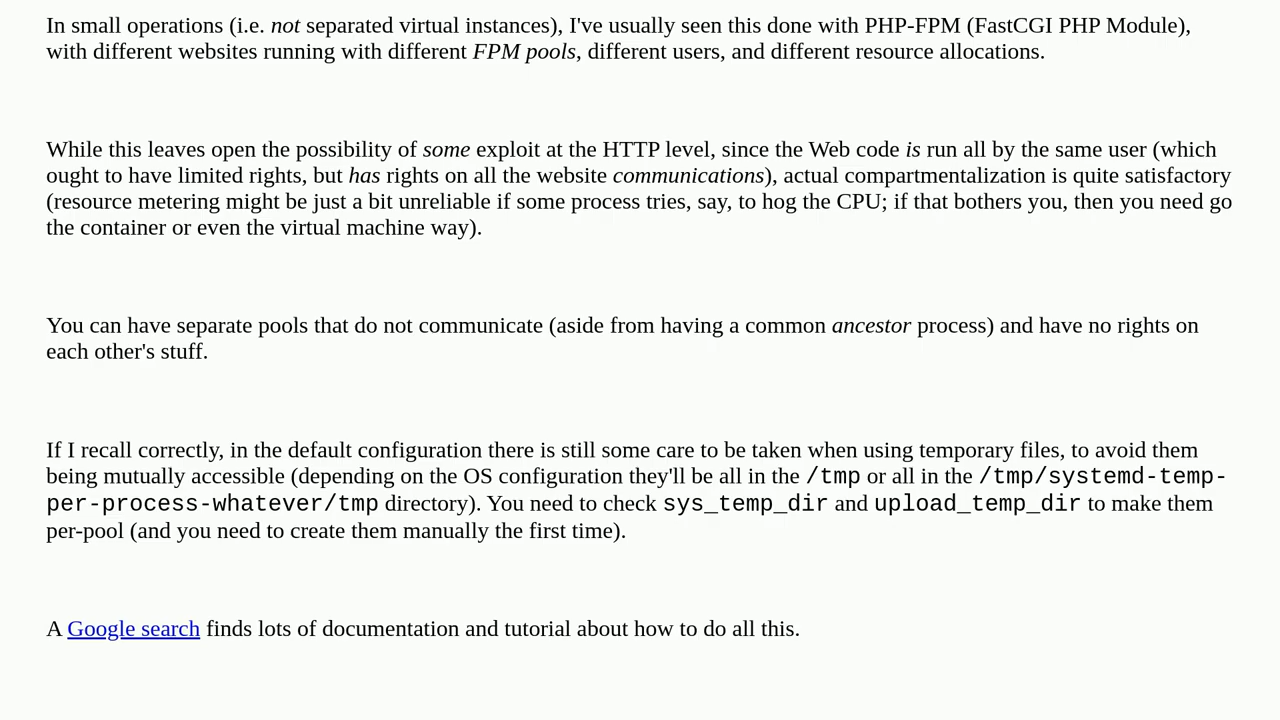 In small operations (i.e. not separated virtual instances), I've usually seen this done with PHP-FPM (FastCGI PHP Module),
with different websites running with different FPM pools, different users, and different resource allocations.
While this leaves open the possibility of some exploit at the HTTP level, since the Web code is run all by the same user (which
ought to have limited rights, but has rights on all the website communications), actual compartmentalization is quite satisfactory
(resource metering might be just a bit unreliable if some process tries, say, to hog the CPU; if that bothers you, then you need go
the container or even the virtual machine way).
You can have separate pools that do not communicate (aside from having a common ancestor process) and have no rights on
each other's stuff.
If I recall correctly, in the default configuration there is still some care to be taken when using temporary files, to avoid them
being mutually accessible (depending on the OS configuration they'll be all in the /tmp or all in the /tmp/systemd-temp-
per-process-whatever/tmp directory). You need to check sys_temp_dir and upload_temp_dir to make them
per-pool (and you need to create them manually the first time).
A Google search finds lots of documentation and tutorial about how to do all this.